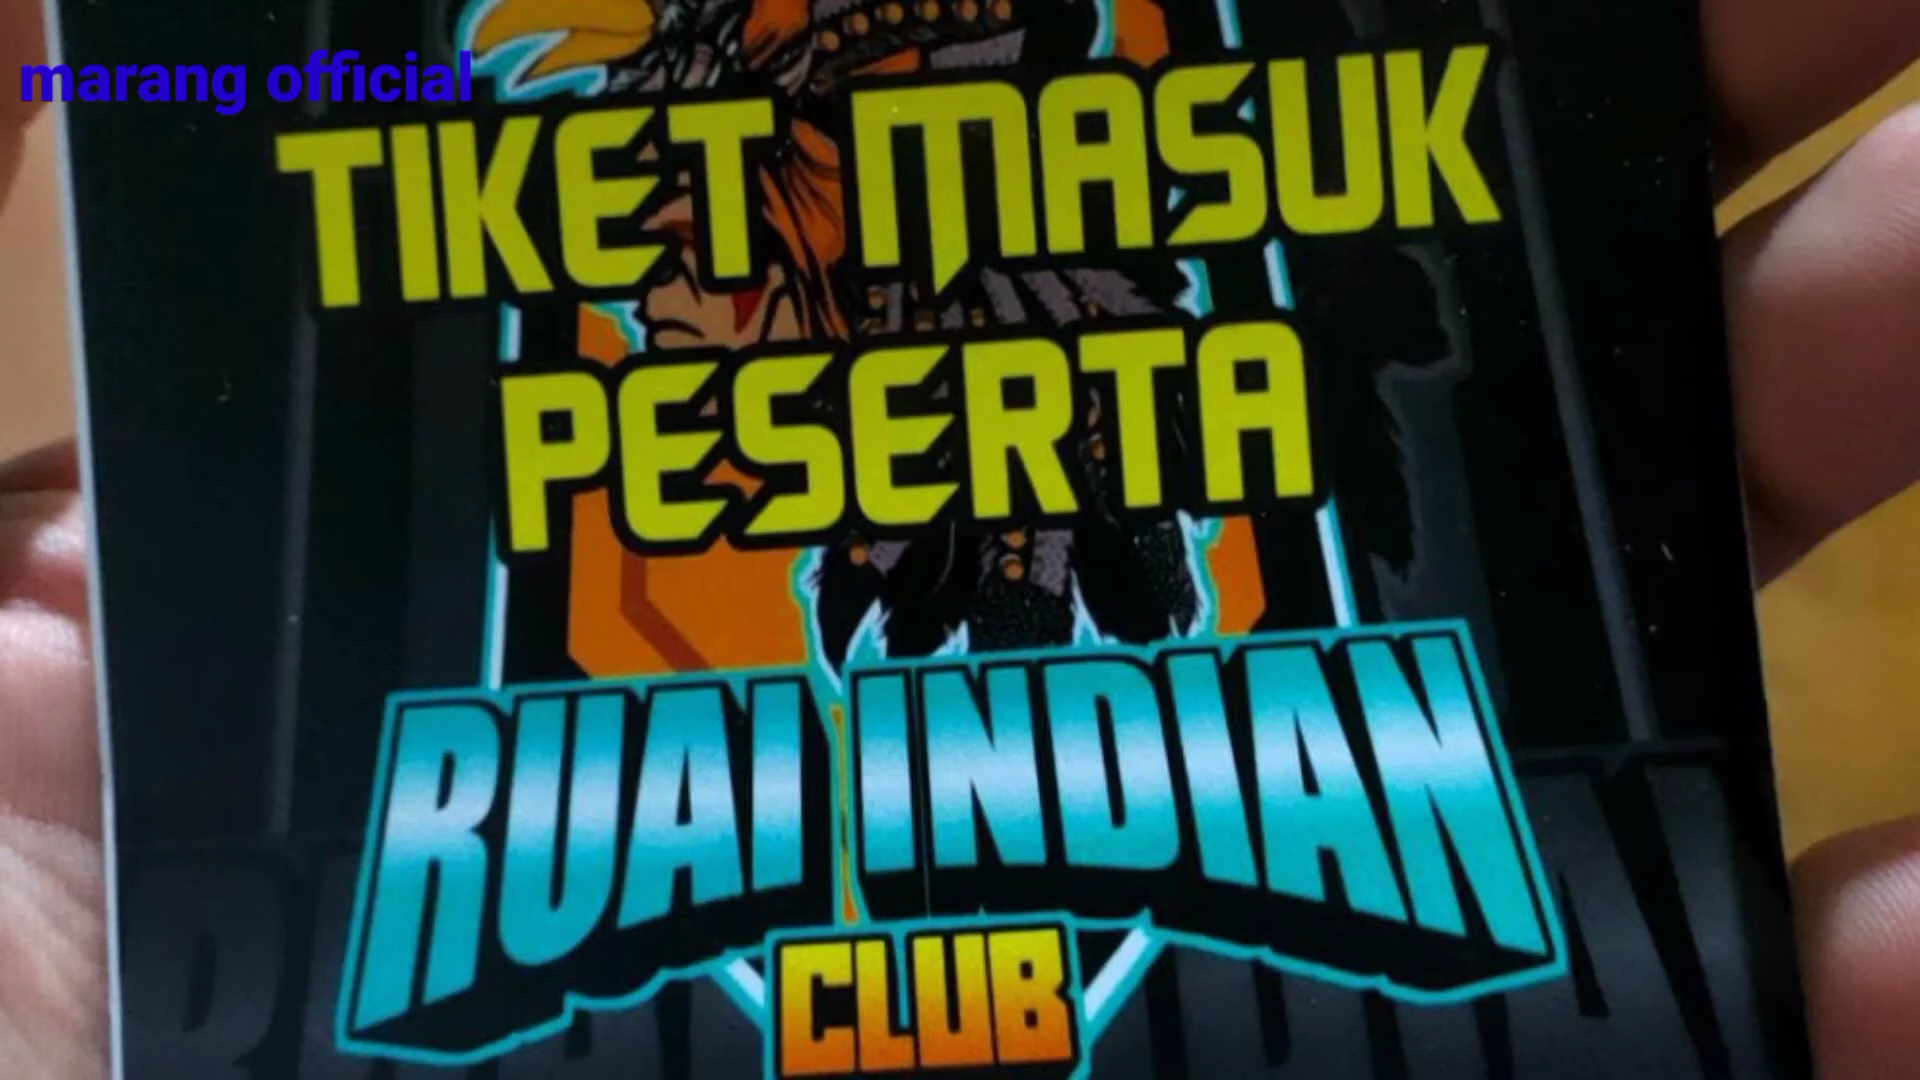 marang official
TIKET MASUK
PESERTA
RUAI INDIAN
CLUB